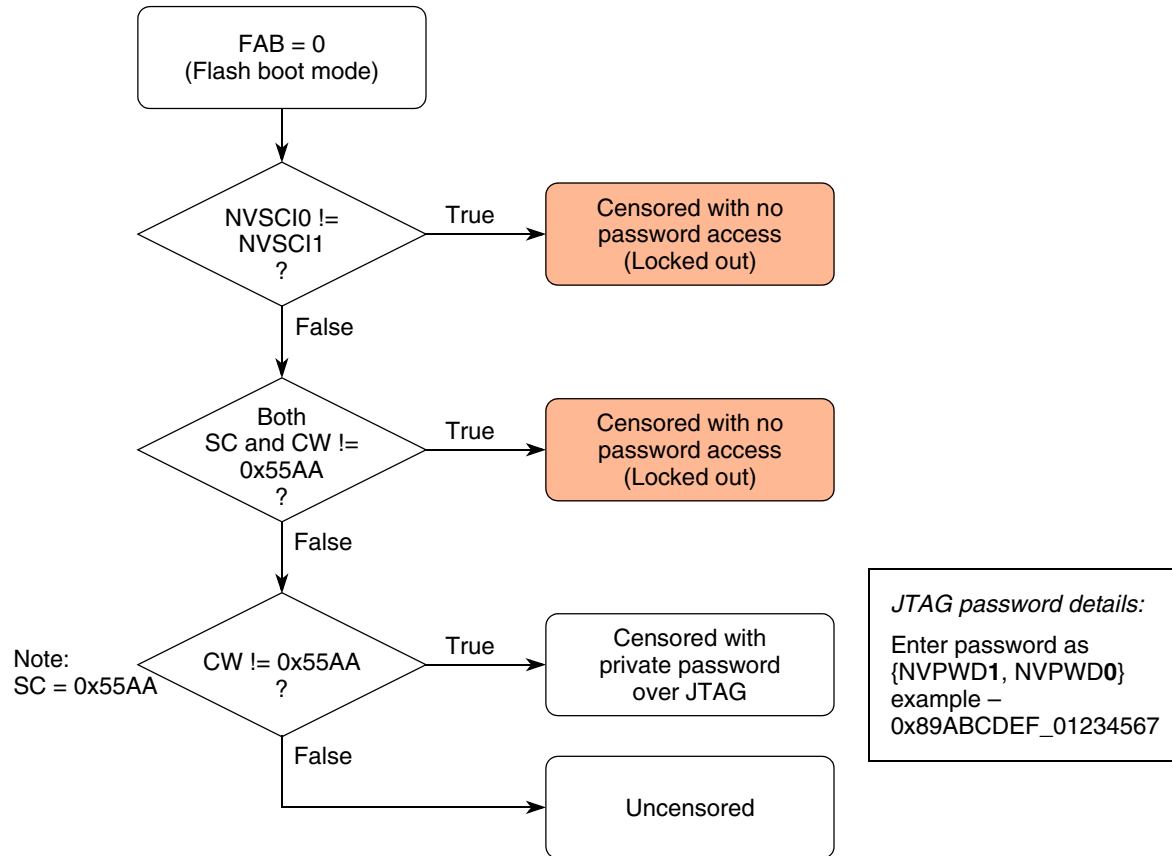 FAB = 0
(Flash boot mode)
NVSCI0 !=
NVSCI1
?
True
Censored with no
password access
(Locked out)
False
Both
SC and CW !=
0x55AA
?
True
Censored with no
password access
(Locked out)
False
Note:
SC = 0x55AA
CW != 0x55AA
?
True
Censored with
private password
over JTAG
False
Uncensored
JTAG password details:
Enter password as
{NVPWD1, NVPWD0}
example –
0x89ABCDEF_01234567